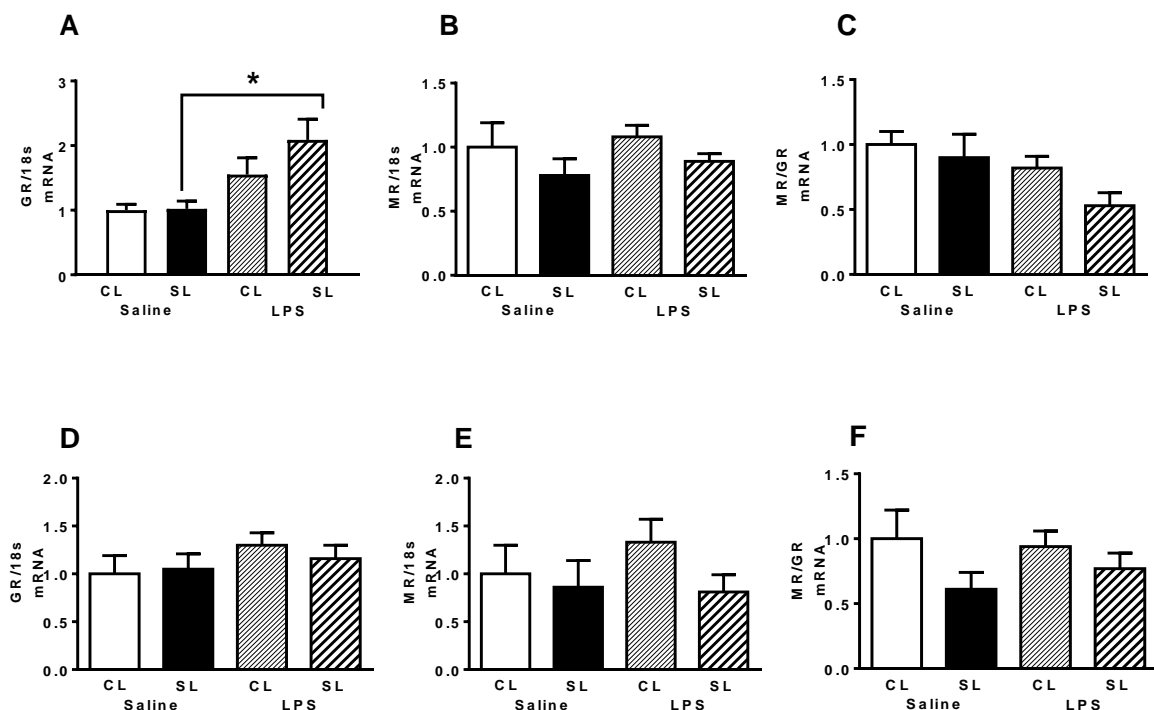 A
GR/18s
mRNA
3
2
1
0
*
CL SL CL SL
Saline LPS
B
MR/18s
mRNA
1.5
1.0
0.5
0.0
CL SL CL SL
Saline LPS
C
MR/GR
mRNA
1.5
1.0
0.5
0.0
CL SL CL SL
Saline LPS
D
GR/18s
mRNA
2.0
1.5
1.0
0.5
0.0
CL SL CL SL
Saline LPS
E
MR/18s
mRNA
2.0
1.5
1.0
0.5
0.0
CL SL CL SL
Saline LPS
F
MR/GR
mRNA
1.5
1.0
0.5
0.0
CL SL CL SL
Saline LPS